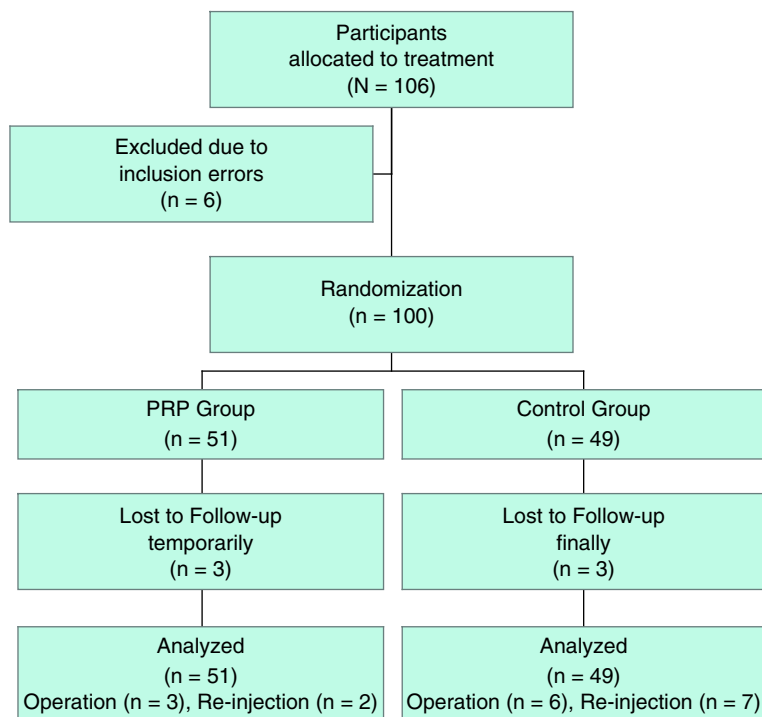 Participants
allocated to treatment
(N = 106)
Excluded due to
inclusion errors
(n = 6)
Randomization
(n = 100)
PRP Group
(n = 51)
Control Group
(n = 49)
Lost to Follow-up
temporarily
(n = 3)
Lost to Follow-up
finally
(n = 3)
Analyzed
(n = 51)
Operation (n = 3), Re-injection (n = 2)
Analyzed
(n = 49)
Operation (n = 6), Re-injection (n = 7)